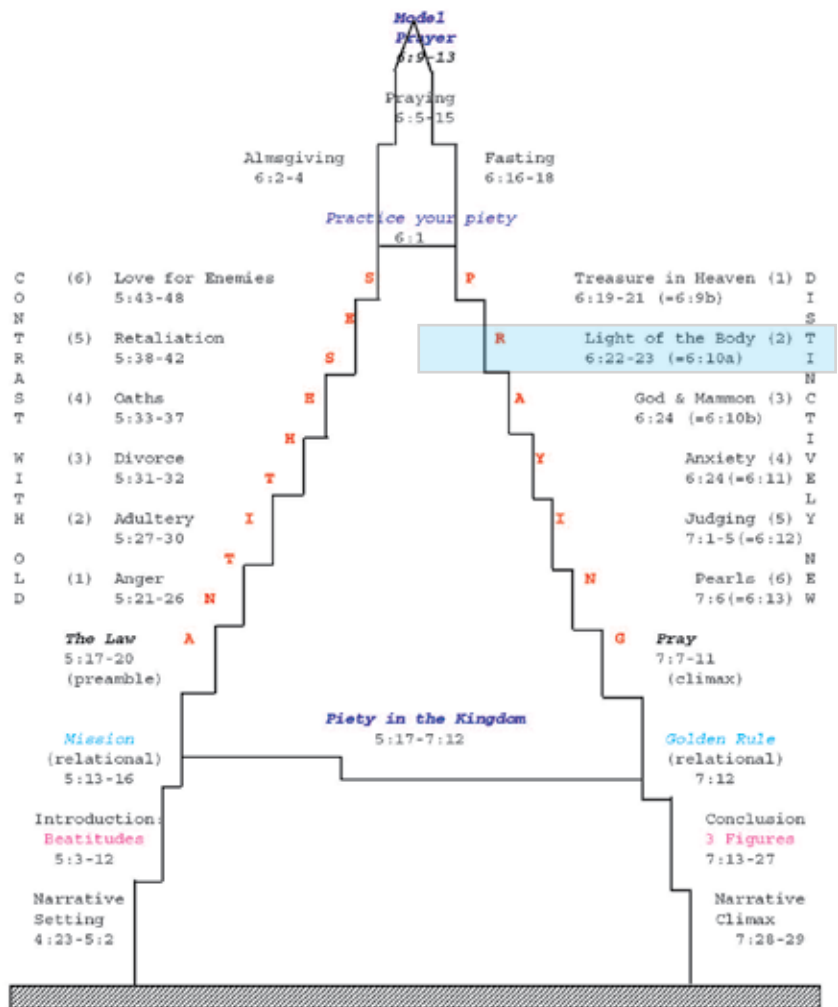 Model
Prayer
6:9-13
Praying
6:5-15
Almsgiving
6:2-4
Fasting
6:16-18
Practice your piety
6:1
CONTRAST WITH OLD
(6) Love for Enemies
5:43-48
(5) Retaliation
5:38-42
(4) Oaths
5:33-37
(3) Divorce
5:31-32
(2) Adultery
5:27-30
(1) Anger
5:21-26
The Law
5:17-20
(preamble)
ANTITHESES
PRAYING
Treasure in Heaven (1)
6:19-21 (=6:9b)
Light of the Body (2)
6:22-23 (=6:10a)
God & Mammon (3)
6:24 (=6:10b)
Anxiety (4)
6:24(=6:11)
Judging (5)
7:1-5(=6:12)
Pearls (6)
7:6(=6:13)
DISTINCTIVELY NEW
Pray
7:7-11
(climax)
Piety in the Kingdom
5:17-7:12
Mission
(relational)
5:13-16
Golden Rule
(relational)
7:12
Introduction:
Beatitudes
5:3-12
Conclusion
3 Figures
7:13-27
Narrative
Setting
4:23-5:2
Narrative
Climax
7:28-29